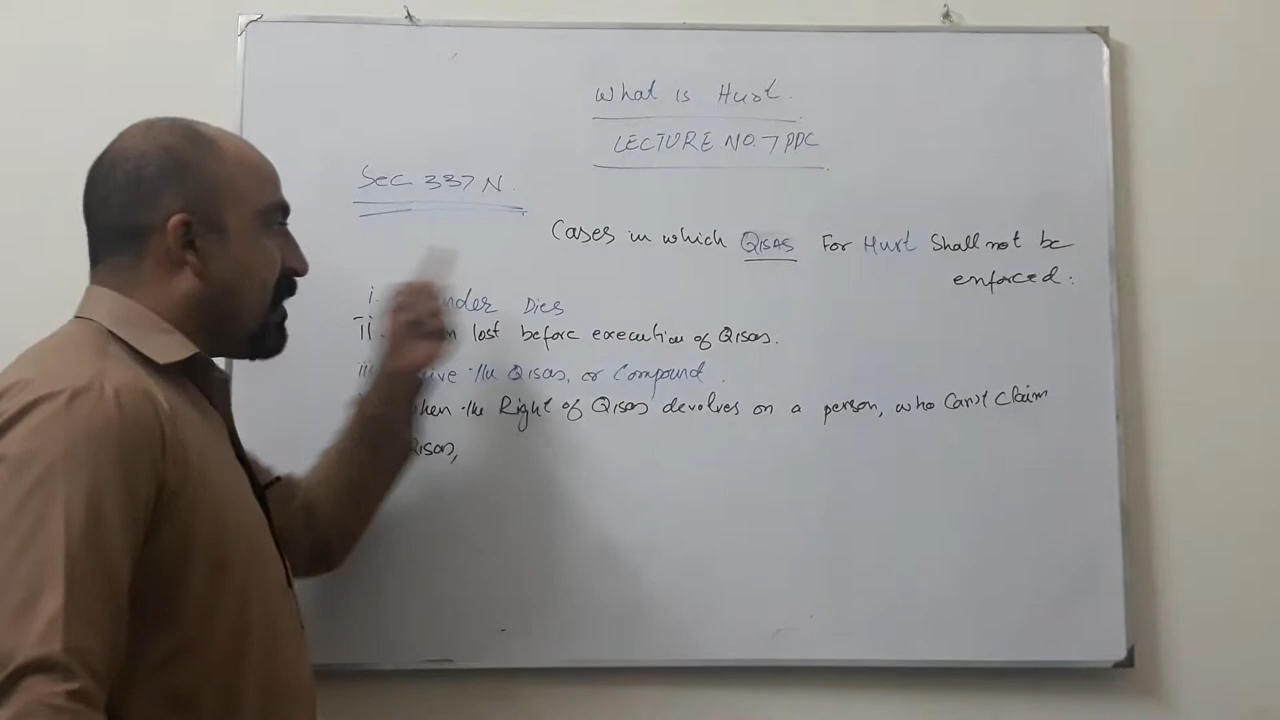 What is Hurt.
LECTURE NO. 7 PPC
Sec 337 N.
Cases in which QISAS For Hurt Shall not be
enforced:
i. nder Dies
ii. lost before execution of Qisas.
iii. the Qisas, or Compound.
hen the Right of Qisas devolves on a person, who Can't Claim
Qisas,